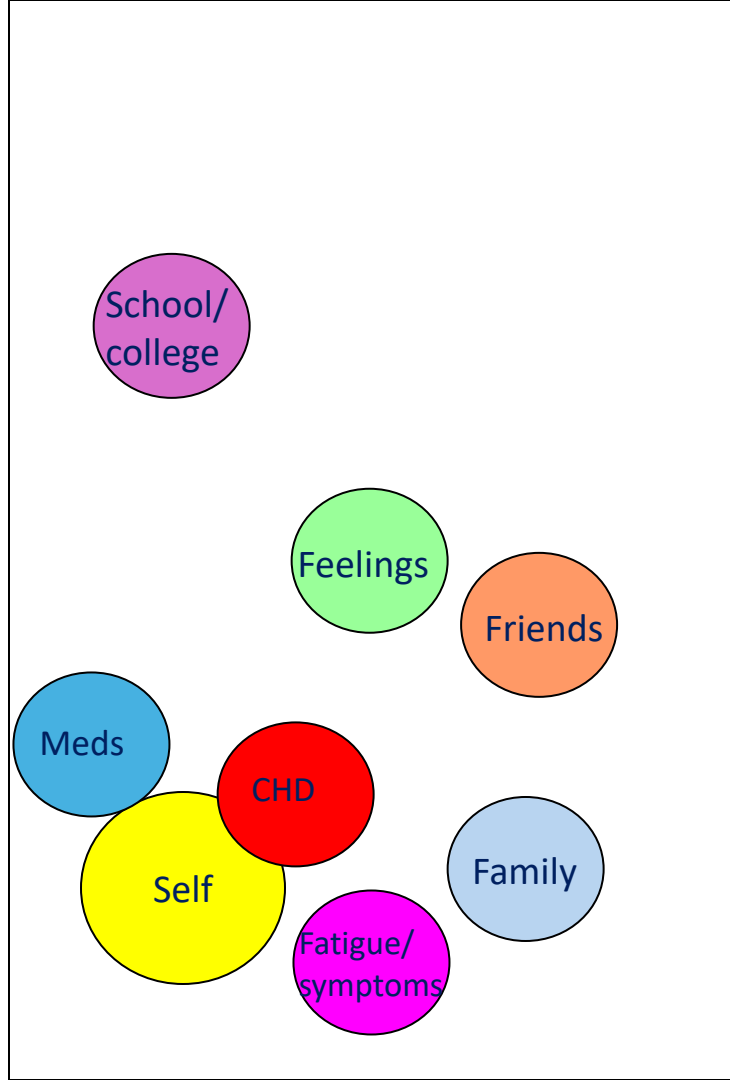 School/
college
Feelings
Friends
Meds
CHD
Family
Self
Fatigue/
symptoms